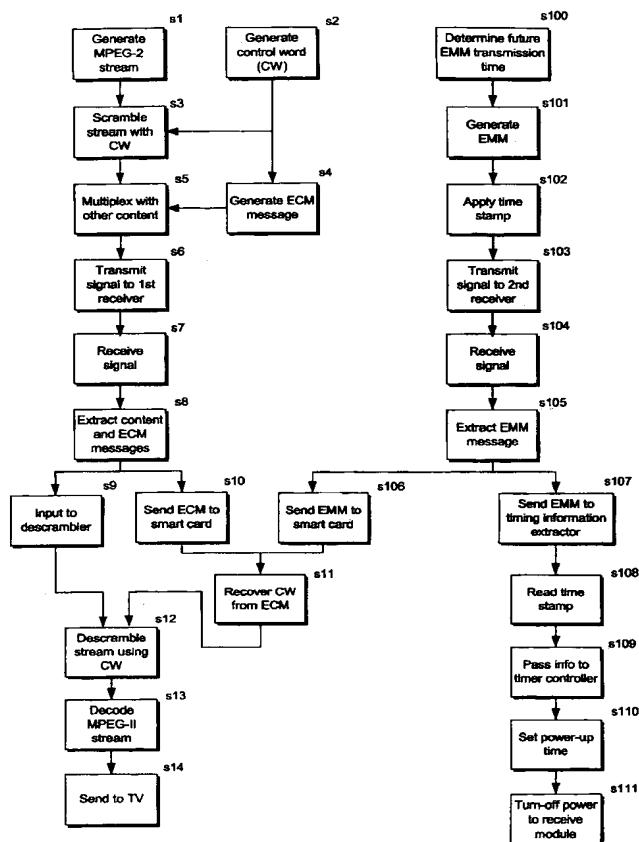 s1
Generate
MPEG-2
stream
s2
Generate
control word
(CW)
s100
Determine future
EMM transmission
time
s3
Scramble
stream with
CW
s101
Generate
EMM
s5
Multiplex with
other content
s4
Generate ECM
message
s102
Apply time
stamp
s6
Transmit
signal to 1st
receiver
s103
Transmit
signal to 2nd
receiver
s7
Receive
signal
s104
Receive
signal
s8
Extract content
and ECM
messages
s105
Extract EMM
message
s9
Input to
descrambler
s10
Send ECM to
smart card
s106
Send EMM to
smart card
s107
Send EMM to
timing information
extractor
s11
Recover CW
from ECM
s108
Read time
stamp
s12
Descramble
stream using
CW
s109
Pass info to
timer controller
s13
Decode
MPEG-II
stream
s110
Set power-up
time
s14
Send to TV
s111
Turn-off power
to receive
module